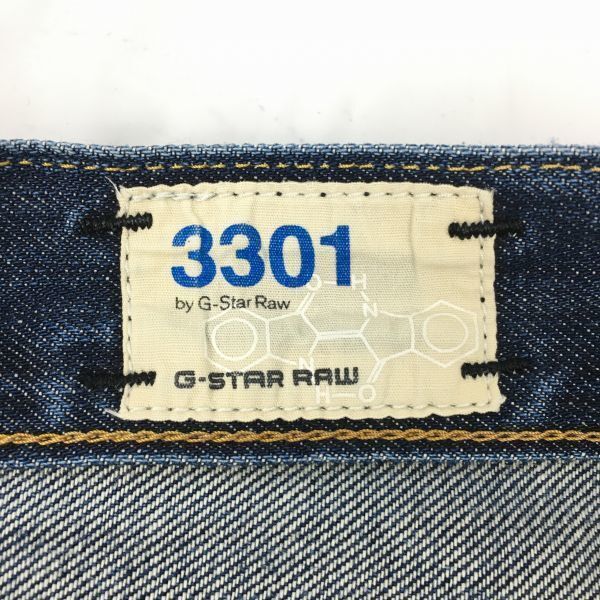 3301
by G-Star Raw
O H
N
N
H O
G-STAR RAW